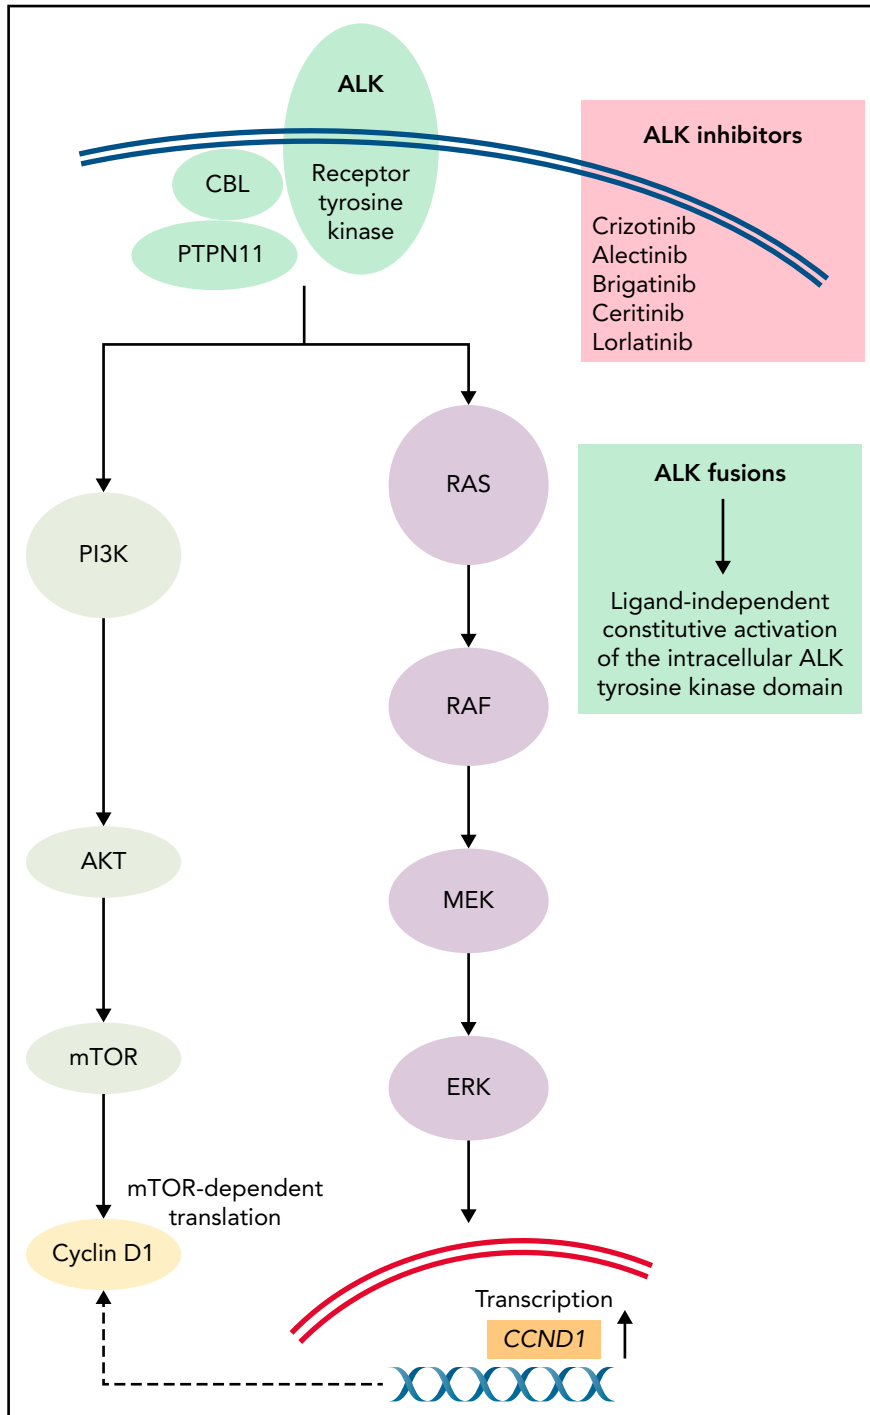 ALK
Receptor
tyrosine
kinase
CBL
PTPN11
ALK inhibitors
Crizotinib
Alectinib
Brigatinib
Ceritinib
Lorlatinib
RAS
ALK fusions
PI3K
Ligand-independent
constitutive activation
of the intracellular ALK
tyrosine kinase domain
RAF
AKT
MEK
mTOR
ERK
mTOR-dependent
translation
Cyclin D1
Transcription
CCND1